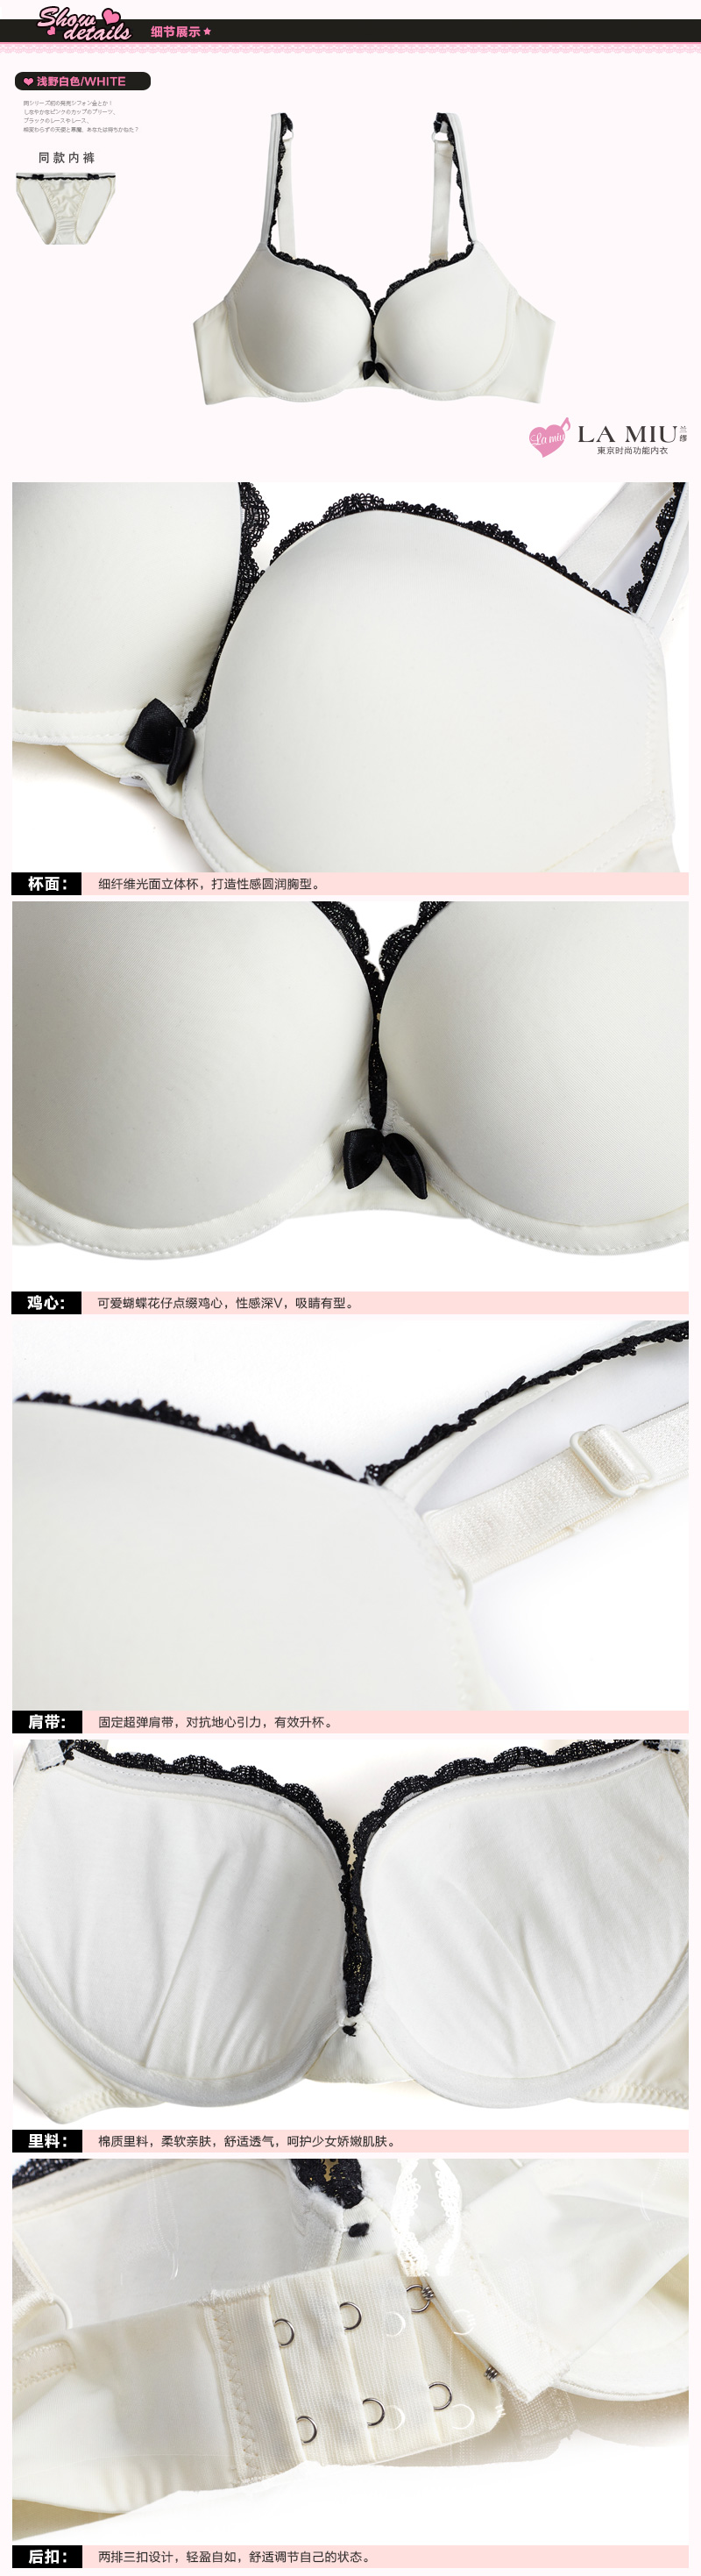 Show
details
细节展示
浅野白色/WHITE
同款内裤
La miu
LA MIU
兰缪
東京时尚功能内衣
杯面：
细纤维光面立体杯，打造性感圆润胸型。
鸡心：
可爱蝴蝶花仔点缀鸡心，性感深V，吸睛有型。
肩带：
固定超弹肩带，对抗地心引力，有效升杯。
里料：
棉质里料，柔软亲肤，舒适透气，呵护少女娇嫩肌肤。
后扣：
两排三扣设计，轻盈自如，舒适调节自己的状态。